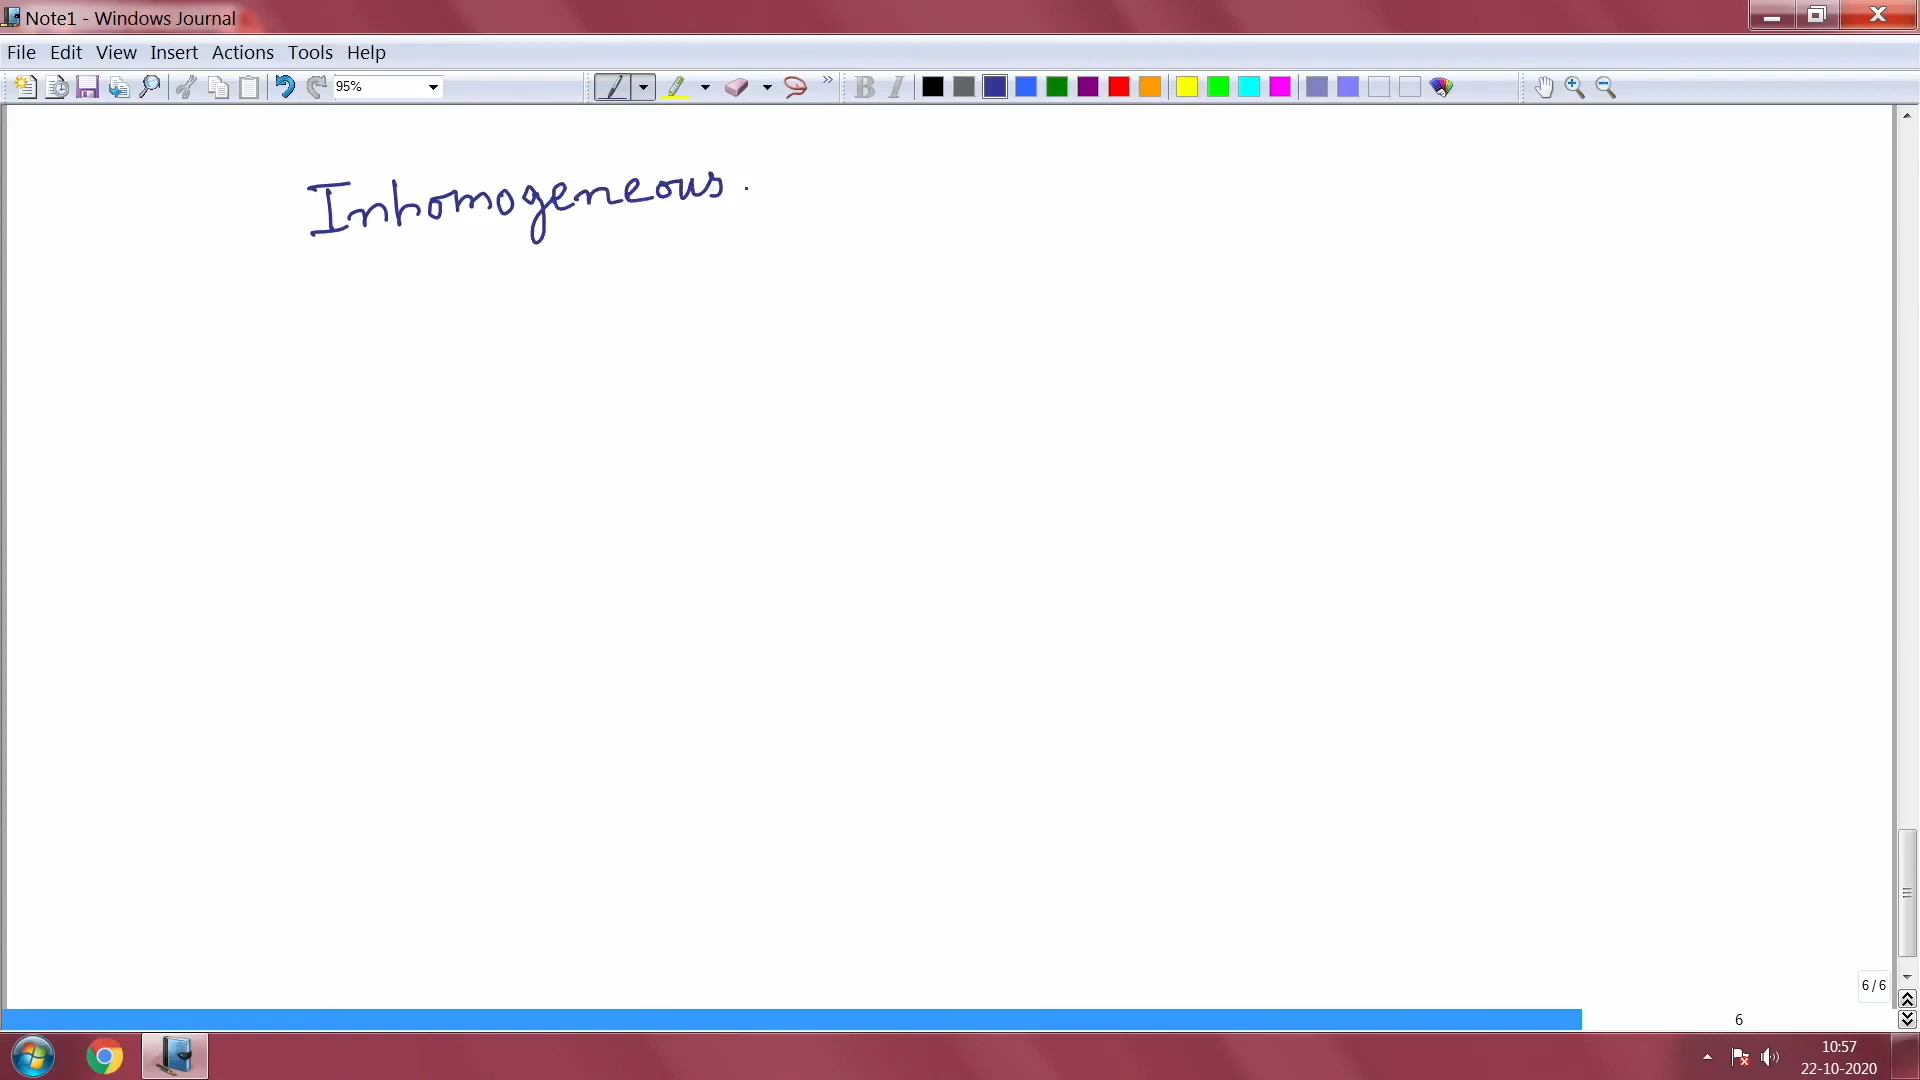 Note1 - Windows Journal
File Edit View Insert Actions Tools Help
95%
B I
Inhomogeneous
6 / 6
6
10:57
22-10-2020